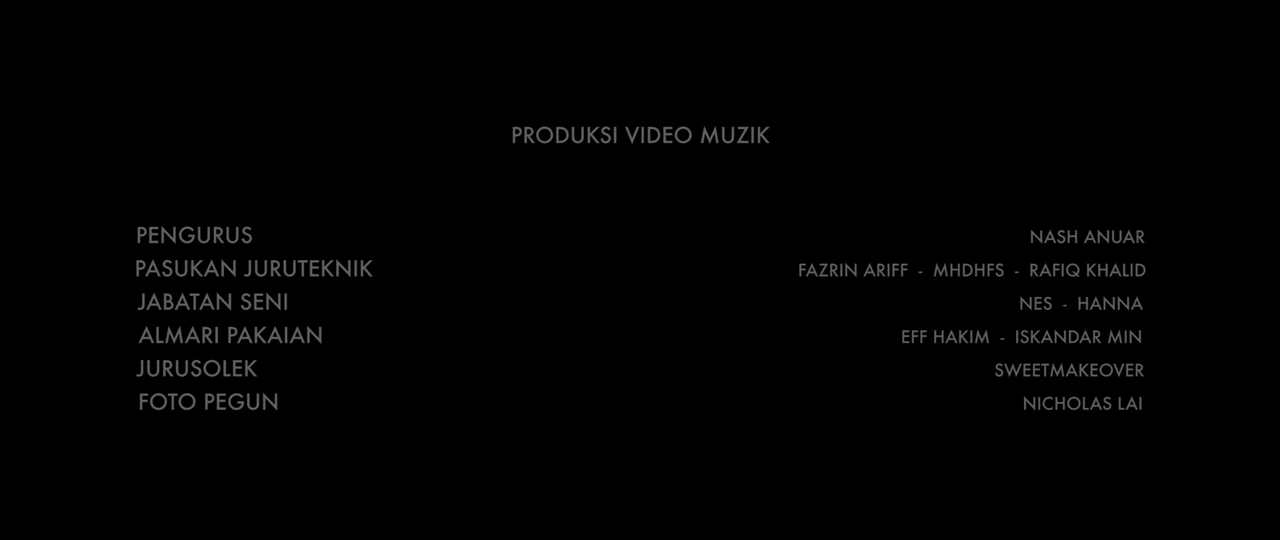 PRODUKSI VIDEO MUZIK
PENGURUS NASH ANUAR
PASUKAN JURUTEKNIK FAZRIN ARIFF - MHDHFS - RAFIQ KHALID
JABATAN SENI NES - HANNA
ALMARI PAKAIAN EFF HAKIM - ISKANDAR MIN
JURUSOLEK SWEETMAKEOVER
FOTO PEGUN NICHOLAS LAI